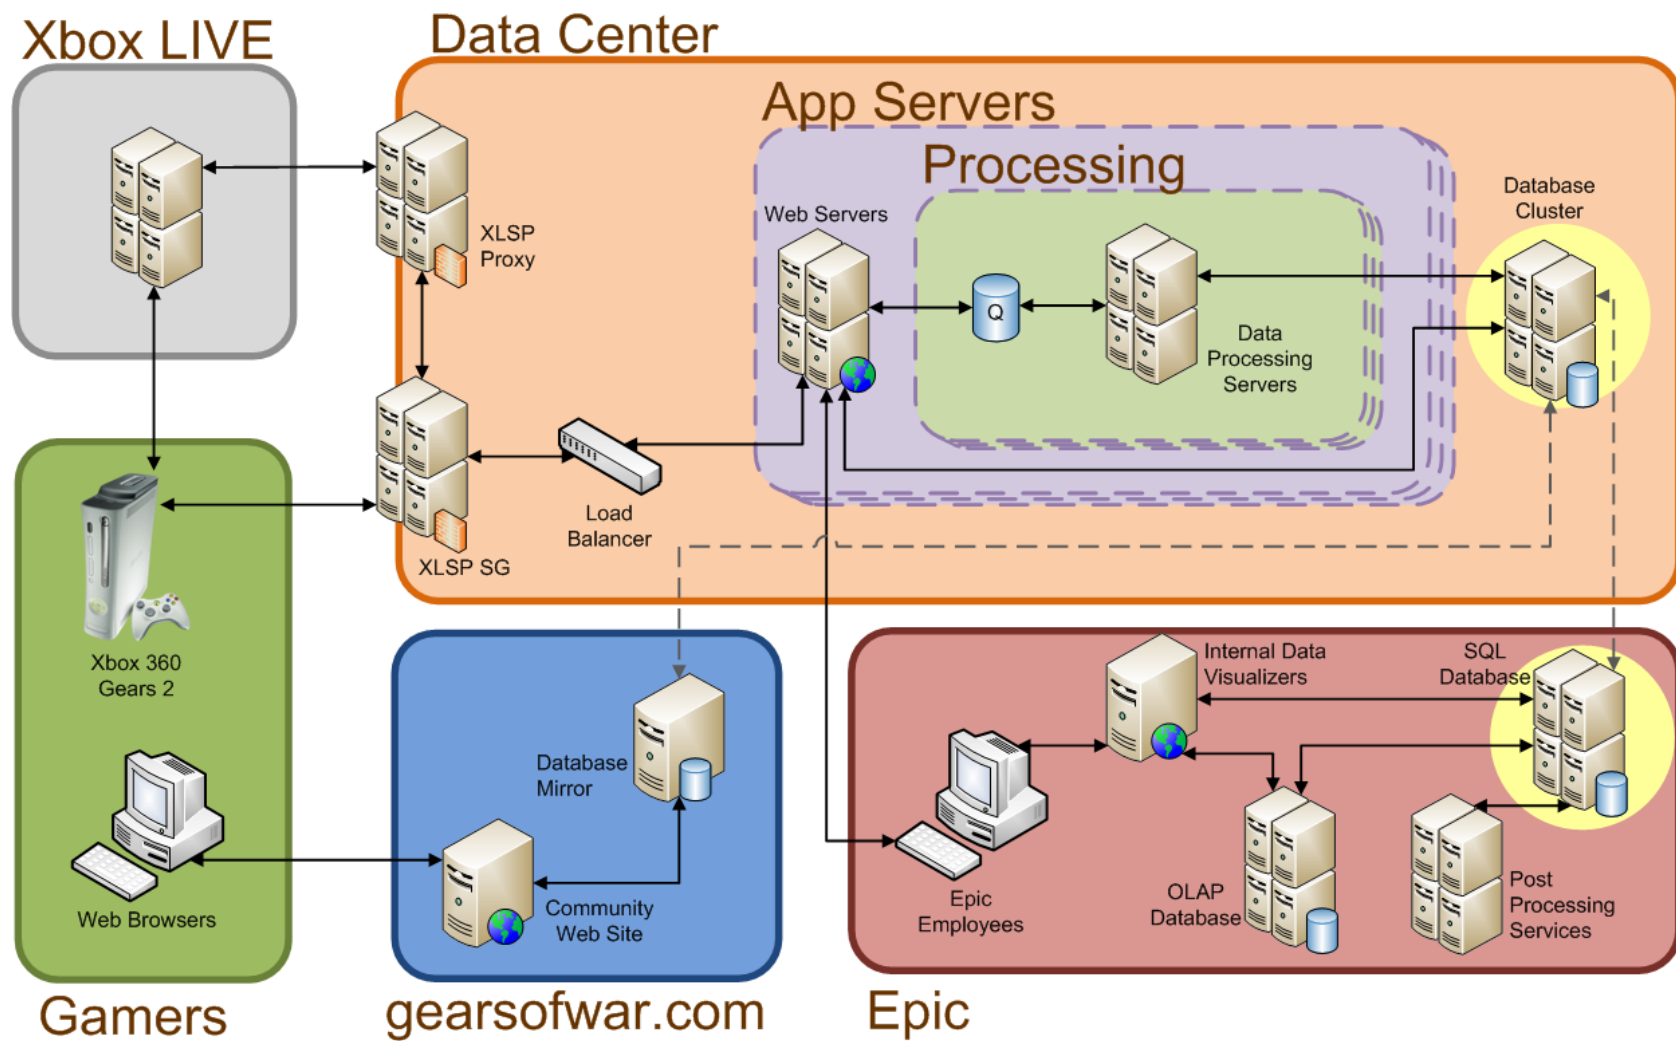 Xbox LIVE
Data Center
App Servers
Processing
Web Servers
Database
Cluster
XLSP
Proxy
Q
Data
Processing
Servers
Load
Balancer
XLSP SG
Xbox 360
Gears 2
Internal Data
Visualizers
SQL
Database
Database
Mirror
Web Browsers
Community
Web Site
Epic
Employees
OLAP
Database
Post
Processing
Services
Gamers
gearsofwar.com
Epic